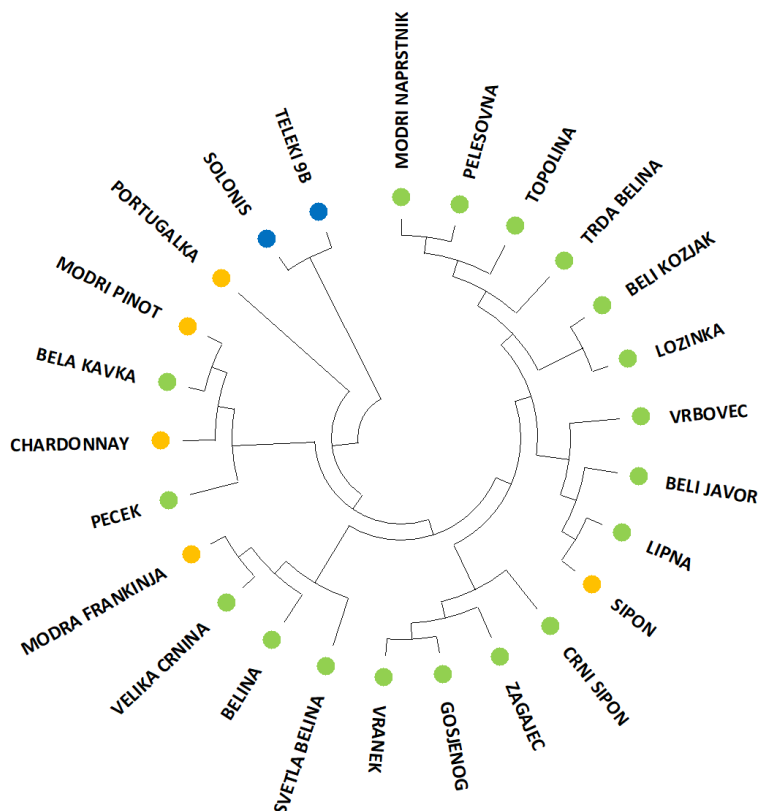 MODRI NAPRSTNIK
PELESOVNA
TOPOLINA
TRDA BELINA
BELI KOZJAK
LOZINKA
VRBOVEC
BELI JAVOR
LIPNA
SIPON
CRNI SIPON
ZAGAJEC
GOSJENOG
VRANEK
SVETLA BELINA
BELINA
VELIKA CRNINA
MODRA FRANKINJA
PECEK
CHARDONNAY
BELA KAVKA
MODRI PINOT
PORTUGALKA
SOLONIS
TELEKI 9B